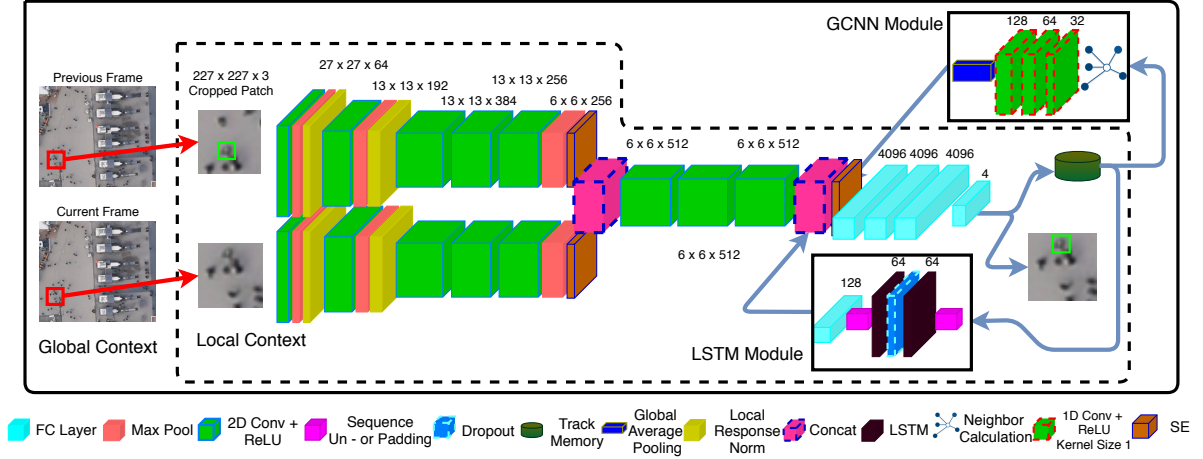 GCNN Module
128 64 32
Previous Frame
227 x 227 x 3
Cropped Patch
27 x 27 x 64
13 x 13 x 192
13 x 13 x 384
13 x 13 x 256
6 x 6 x 256
6 x 6 x 512
6 x 6 x 512
6 x 6 x 512
4096 4096 4096
4
Current Frame
Global Context
Local Context
128
64 64
LSTM Module
FC Layer
Max Pool
2D Conv +
ReLU
Sequence
Un - or Padding
Dropout
Track
Memory
Global
Average
Pooling
Local
Response
Norm
Concat
LSTM
Neighbor
Calculation
1D Conv +
ReLU
Kernel Size 1
SE